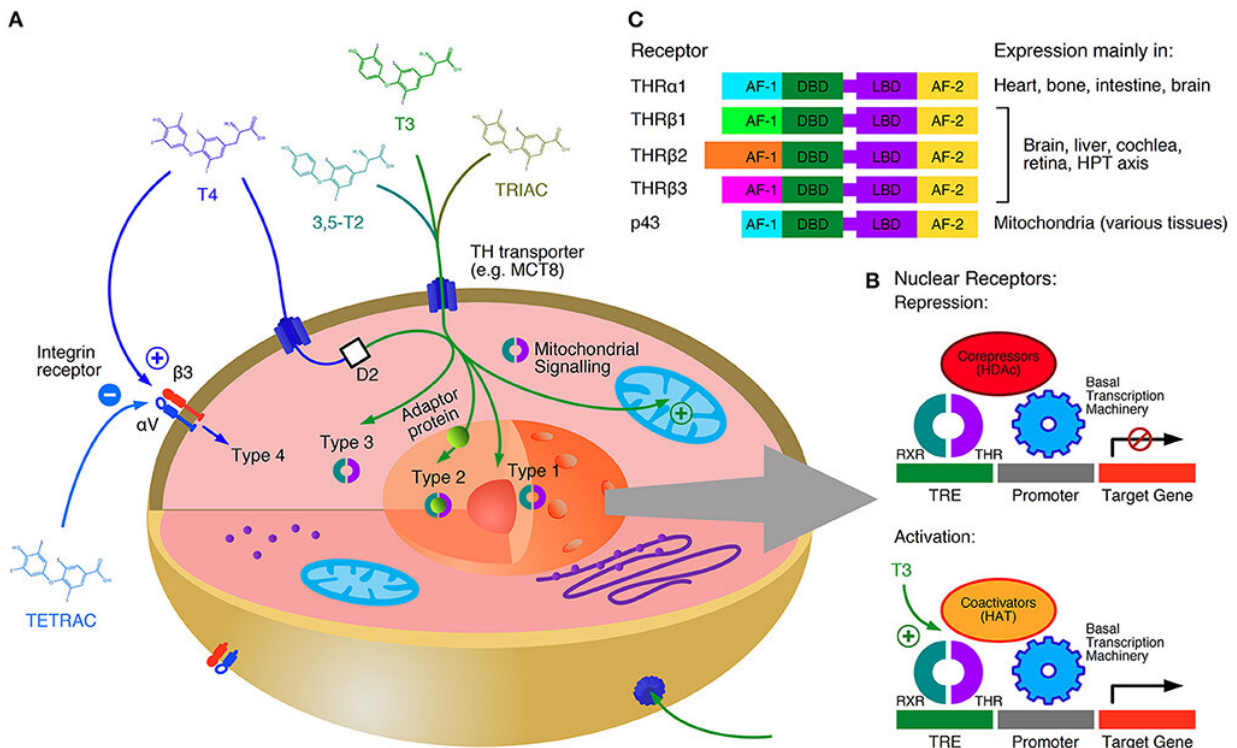 A
T3
T4
3,5-T2
TRIAC
TH transporter
(e.g. MCT8)
Integrin
receptor
β3
αV
D2
Mitochondrial
Signalling
Adaptor
protein
Type 3
Type 4
Type 2
Type 1
TETRAC
C
Receptor
Expression mainly in:
THRα1 AF-1 DBD LBD AF-2 Heart, bone, intestine, brain
THRβ1 AF-1 DBD LBD AF-2
THRβ2 AF-1 DBD LBD AF-2
THRβ3 AF-1 DBD LBD AF-2
Brain, liver, cochlea,
retina, HPT axis
p43 AF-1 DBD LBD AF-2 Mitochondria (various tissues)
B Nuclear Receptors:
Repression:
Corepressors
(HDAc)
Basal
Transcription
Machinery
RXR THR
TRE Promoter Target Gene
Activation:
T3
Coactivators
(HAT)
Basal
Transcription
Machinery
RXR THR
TRE Promoter Target Gene